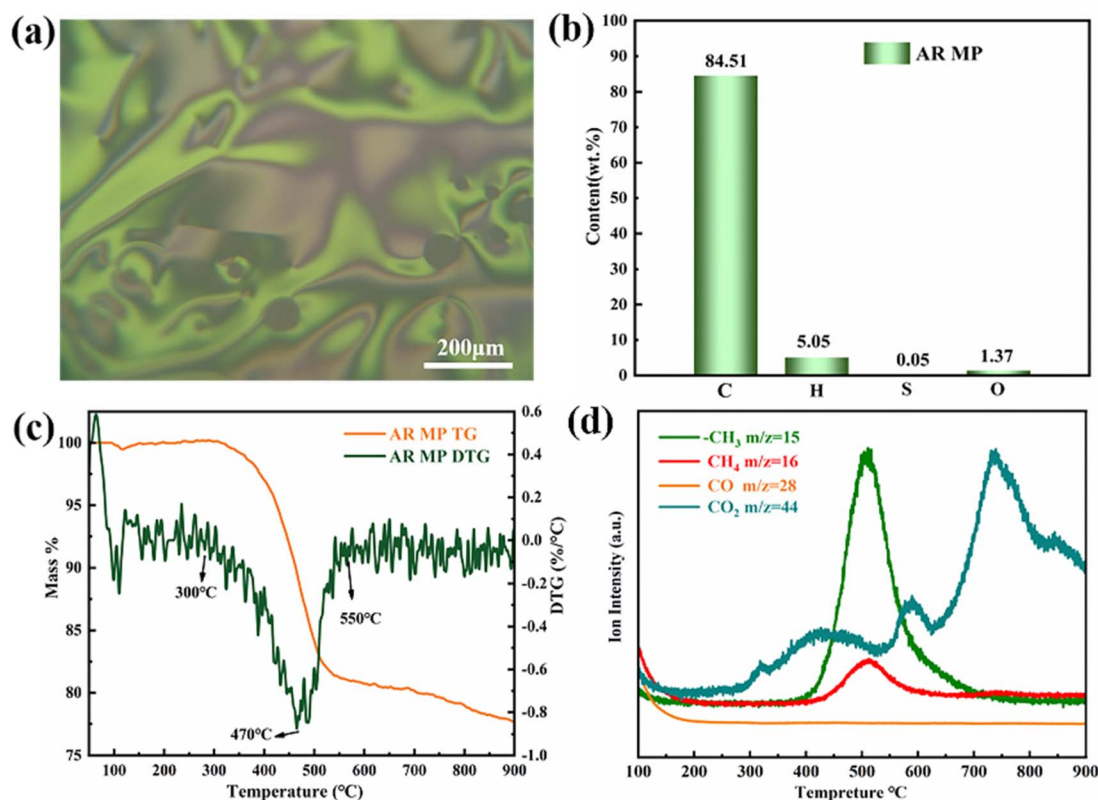 (a)
200μm
(b)
Content(wt.%)
100
90
80
70
60
50
40
30
20
10
0
84.51
5.05
0.05
1.37
AR MP
C H S O
(c)
Mass %
100
95
90
85
80
75
AR MP TG
AR MP DTG
300℃
550℃
470℃
0.6
0.4
0.2
0.0
-0.2
-0.4
-0.6
-0.8
-1.0
DTG (%/℃)
100 200 300 400 500 600 700 800 900
Temperature (℃)
(d)
Ion Intensity (a.u.)
-CH₃ m/z=15
CH₄ m/z=16
CO m/z=28
CO₂ m/z=44
100 200 300 400 500 600 700 800 900
Tempreture ℃